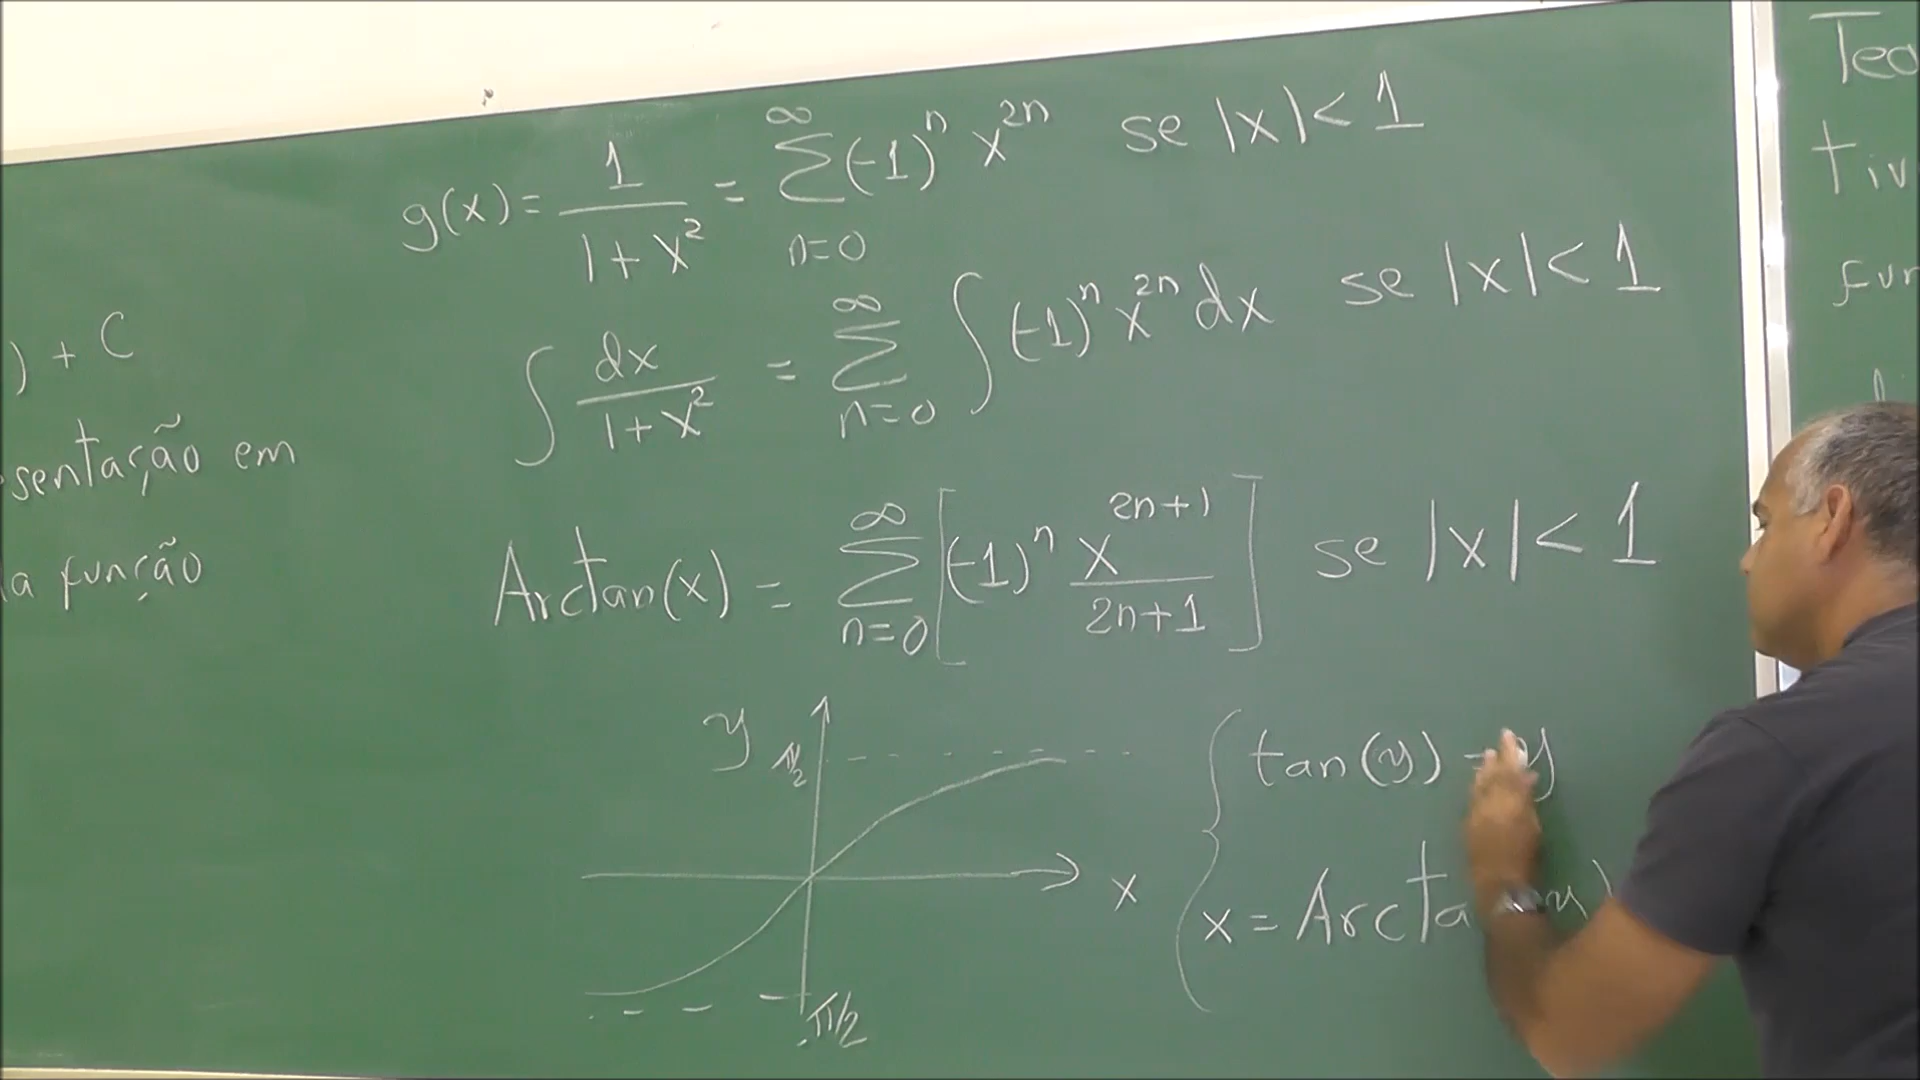 ) + C
sentação em
a função
g(x) = 1/(1+x²) = ∑_{n=0}^{∞} (-1)^n x^{2n} se |x| < 1
∫ dx/(1+x²) = ∑_{n=0}^{∞} ∫ (-1)^n x^{2n} dx se |x| < 1
Arctan(x) = ∑_{n=0}^{∞} [(-1)^n x^{2n+1}/(2n+1)] se |x| < 1
y
π/2
x
-π/2
{ tan(y) = y
x = Arcta y)
Teo
tiv
fun